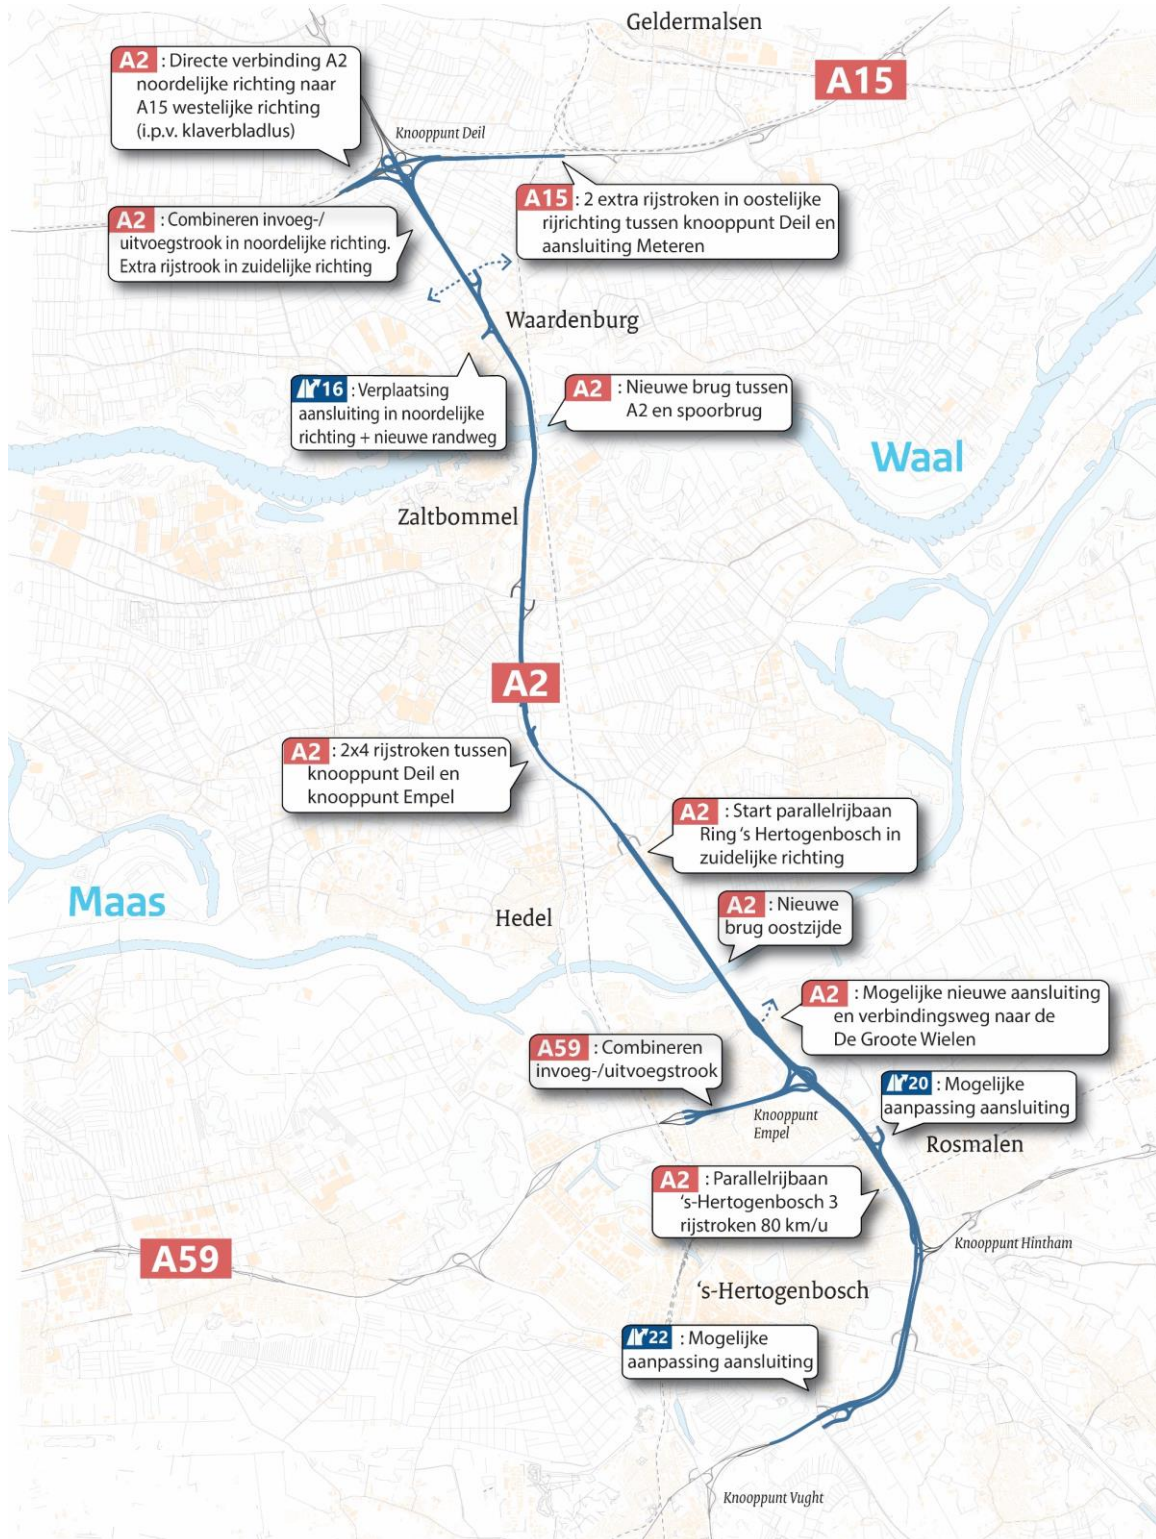 Geldermalsen
A2 : Directe verbinding A2
noordelijke richting naar
A15 westelijke richting
(i.p.v. klaverbladlus)
A15
Knooppunt Deil
A15 : 2 extra rijstroken in oostelijke
rijrichting tussen knooppunt Deil en
aansluiting Meteren
A2 : Combineren invoeg-/
uitvoegstrook in noordelijke richting.
Extra rijstrook in zuidelijke richting
Waardenburg
16 : Verplaatsing
aansluiting in noordelijke
richting + nieuwe randweg
A2 : Nieuwe brug tussen
A2 en spoorbrug
Waal
Zaltbommel
A2
A2 : 2x4 rijstroken tussen
knooppunt Deil en
knooppunt Empel
A2 : Start parallelrijbaan
Ring ‘s Hertogenbosch in
zuidelijke richting
Maas
Hedel
A2 : Nieuwe
brug oostzijde
A2 : Mogelijke nieuwe aansluiting
en verbindingsweg naar de
De Groote Wielen
A59 : Combineren
invoeg-/uitvoegstrook
Knooppunt
Empel
20 : Mogelijke
aanpassing aansluiting
Rosmalen
A2 : Parallelrijbaan
‘s-Hertogenbosch 3
rijstroken 80 km/u
Knooppunt Hintham
A59
‘s-Hertogenbosch
22 : Mogelijke
aanpassing aansluiting
Knooppunt Vught